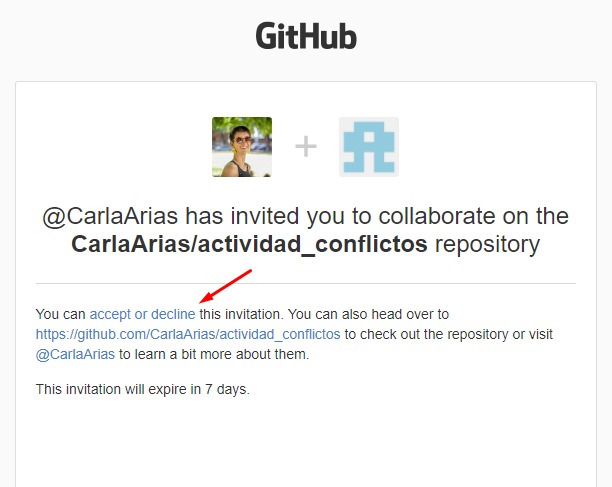 GitHub
@CarlaArias has invited you to collaborate on the
CarlaArias/actividad_conflictos repository
You can accept or decline this invitation. You can also head over to
https://github.com/CarlaArias/actividad_conflictos to check out the repository or visit
@CarlaArias to learn a bit more about them.
This invitation will expire in 7 days.